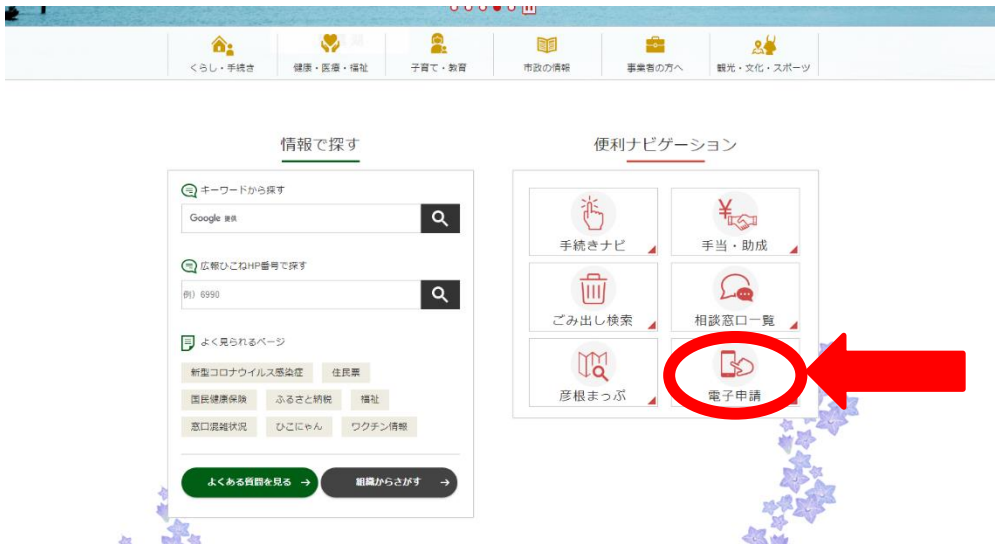 くらし・手続き 健康・医療・福祉 子育て・教育 市政の情報 事業者の方へ 観光・文化・スポーツ
情報で探す
キーワードから探す
Google 提供
広報ひこねHP番号で探す
例）6990
よく見られるページ
新型コロナウイルス感染症 住民票
国民健康保険 ふるさと納税 福祉
窓口混雑状況 ひこにゃん ワクチン情報
よくある質問を見る →
組織からさがす →
便利ナビゲーション
手続きナビ 手当・助成
ごみ出し検索 相談窓口一覧
彦根まっぷ 電子申請